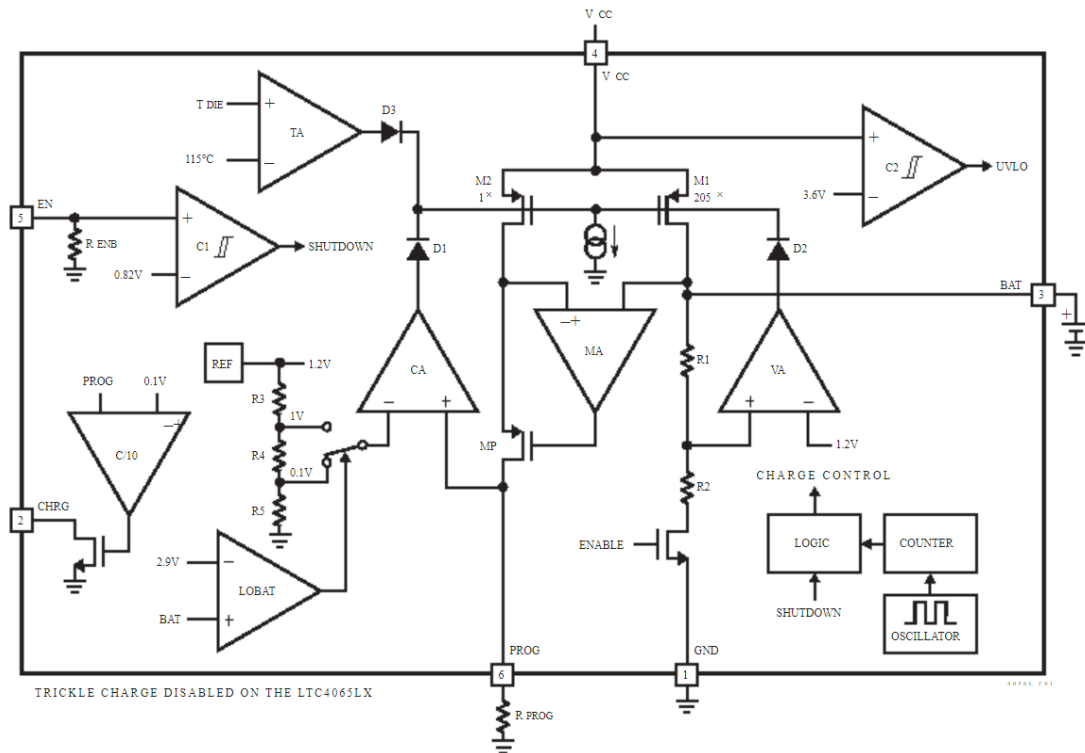 V CC
4
V CC
D3
T DIE
+
TA
115°C
−
M2
1×
M1
205 ×
+
C2
UVLO
3.6V
−
5
EN
+
R ENB
C1
SHUTDOWN
0.82V
−
D1
D2
BAT
3
+
−+
MA
REF
1.2V
R3
CA
R1
VA
PROG
0.1V
1V
−
+
+
−
−+
R4
MP
1.2V
C/10
0.1V
R2
CHARGE CONTROL
CHRG
R5
2
ENABLE
LOGIC
COUNTER
2.9V
−
LOBAT
BAT
+
SHUTDOWN
OSCILLATOR
PROG
GND
6
1
TRICKLE CHARGE DISABLED ON THE LTC4065LX
R PROG